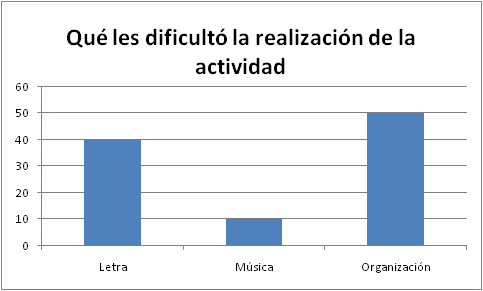 Qué les dificultó la realización de la
actividad
60
50
40
30
20
10
0
Letra
Música
Organización